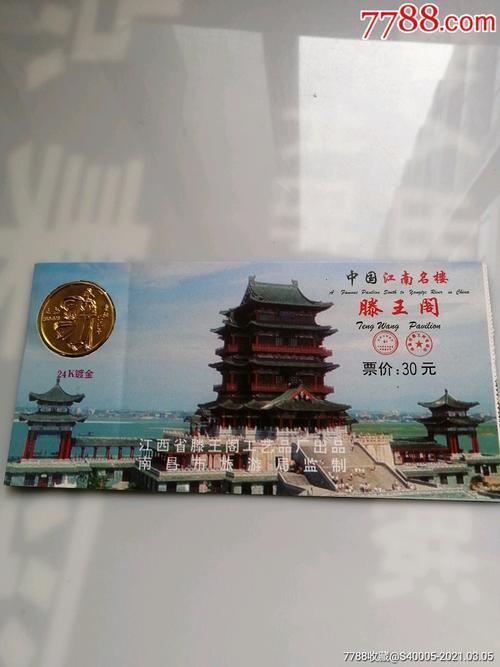 7788.com
中国江南名楼
A Famous Pavilion South to Yangtze River in China
滕王阁
Teng Wang Pavilion
票价:30元
24K镀金
江西省滕王阁工艺品厂出品
南昌市旅游局监制
7788收藏@S40005-2021.03.05